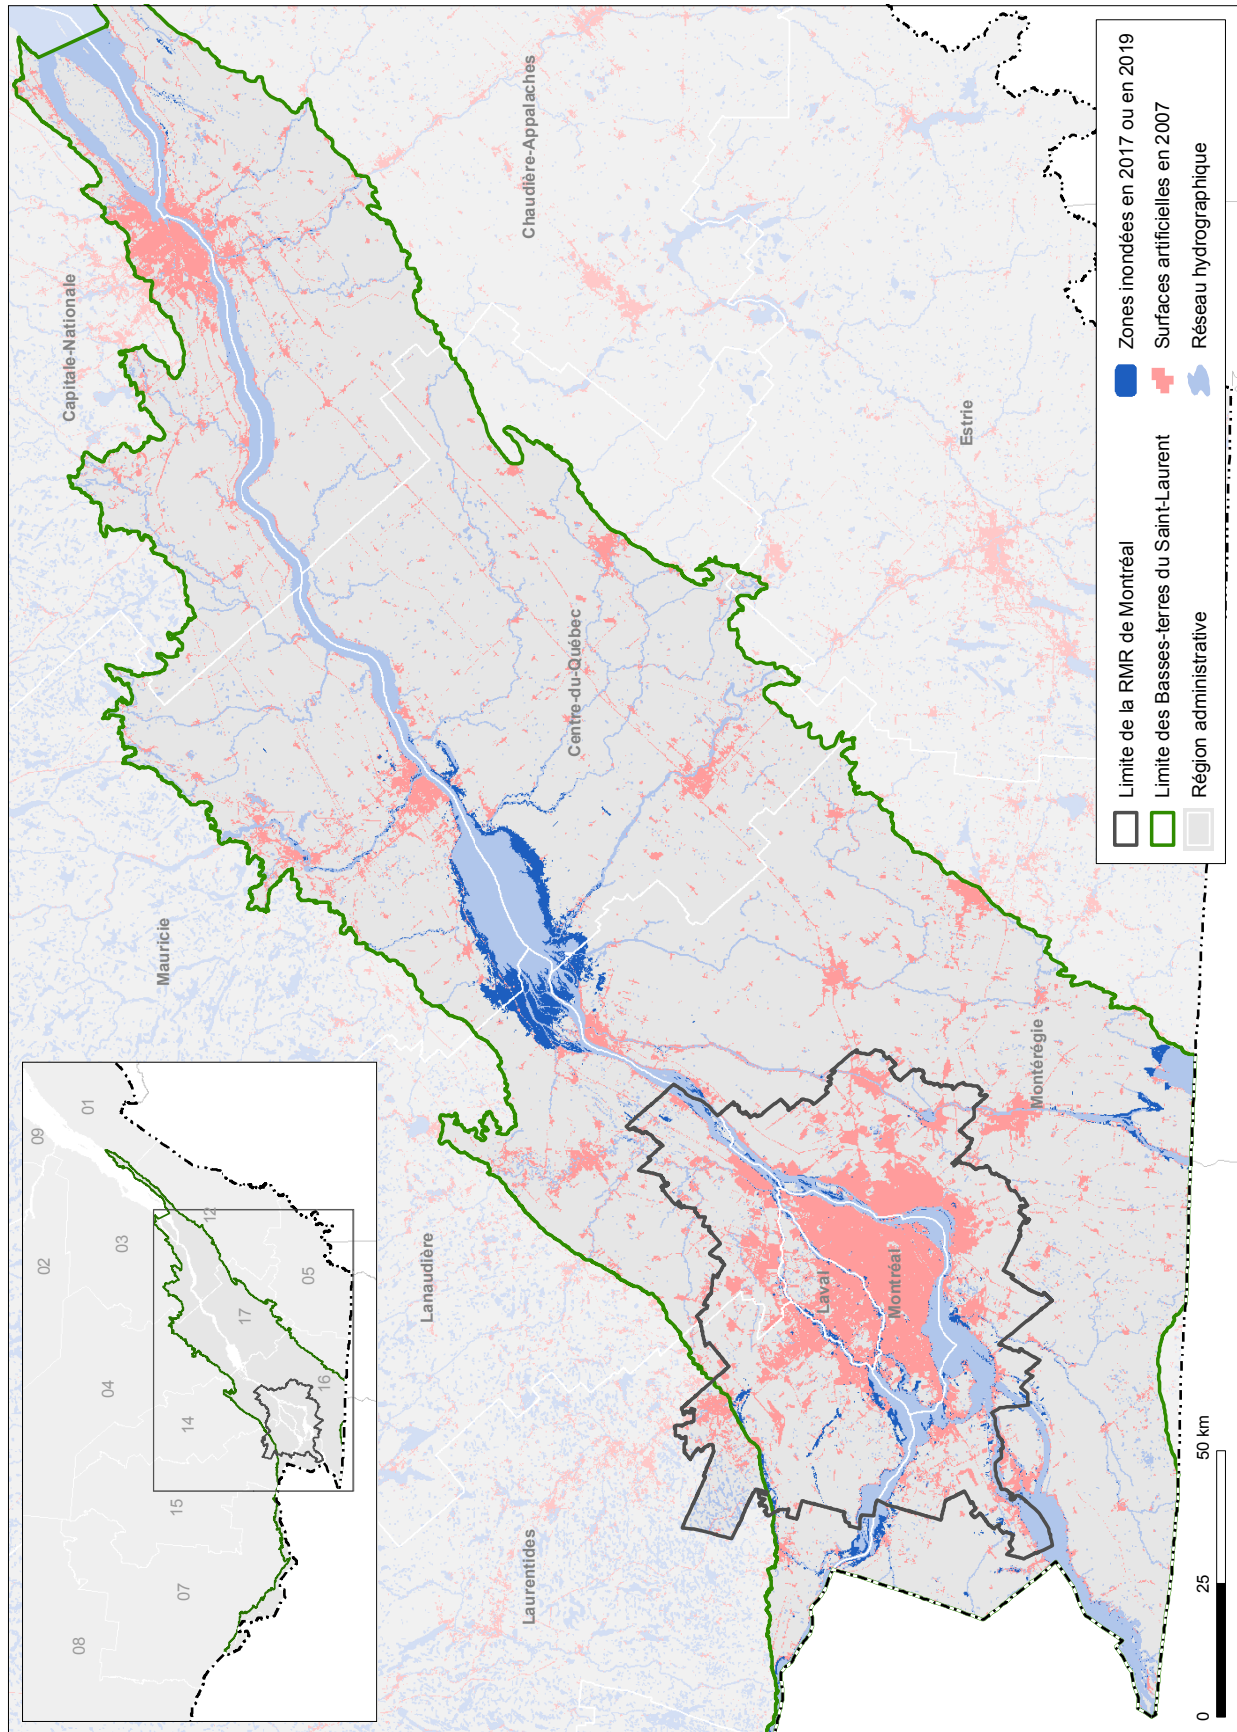 08
07
15
14
04
02
03
09
01
12
17
05
16
Laurentides
Lanaudière
Mauricie
Capitale-Nationale
Chaudière-Appalaches
Centre-du-Québec
Estrie
Laval
Montréal
Montérégie
0
25
50 km
Limite de la RMR de Montréal
Limite des Basses-terres du Saint-Laurent
Région administrative
Zones inondées en 2017 ou en 2019
Surfaces artificielles en 2007
Réseau hydrographique